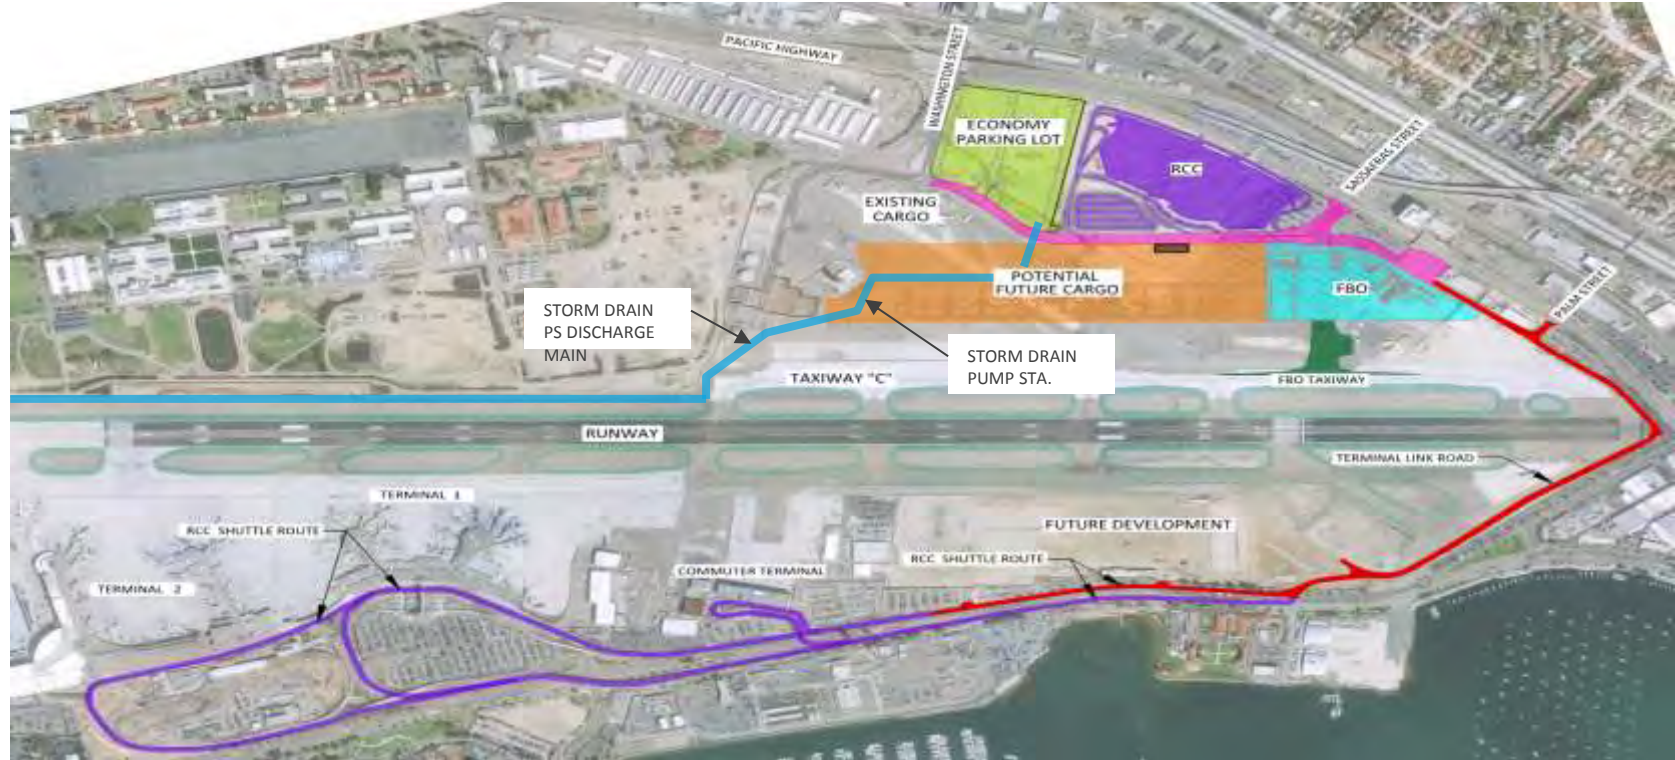 PACIFIC HIGHWAY
WASHINGTON STREET
ECONOMY
PARKING LOT
RCC
SASSAFRAS STREET
EXISTING
CARGO
POTENTIAL
FUTURE CARGO
FBO
PALM STREET
STORM DRAIN
PS DISCHARGE
MAIN
STORM DRAIN
PUMP STA.
TAXIWAY "C"
FBO TAXIWAY
RUNWAY
TERMINAL LINK ROAD
TERMINAL 1
RCC SHUTTLE ROUTE
FUTURE DEVELOPMENT
RCC SHUTTLE ROUTE
COMMUTER TERMINAL
TERMINAL 2